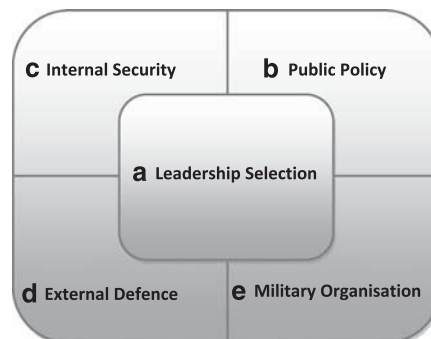 c Internal Security
b Public Policy
a Leadership Selection
d External Defence
e Military Organisation